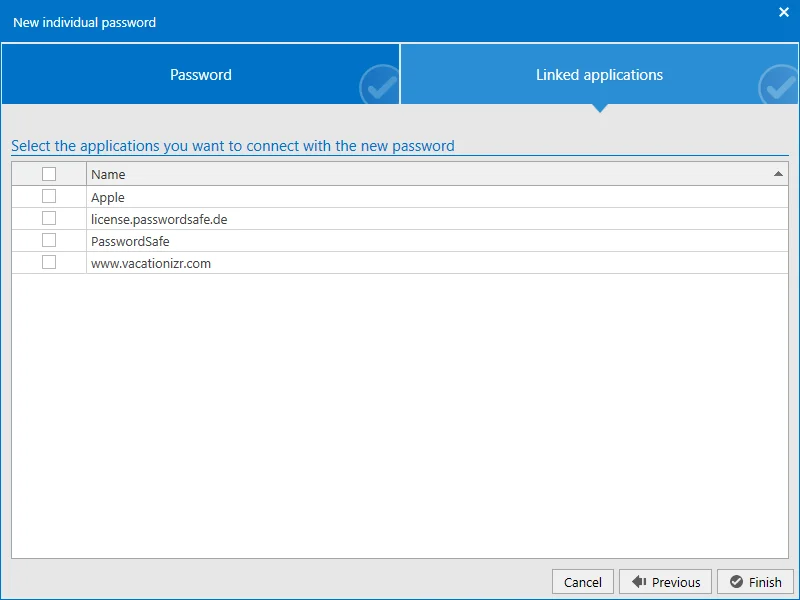 New individual password
Password
Linked applications
Select the applications you want to connect with the new password
Name
Apple
license.passwordsafe.de
PasswordSafe
www.vacationizr.com
Cancel
Previous
Finish